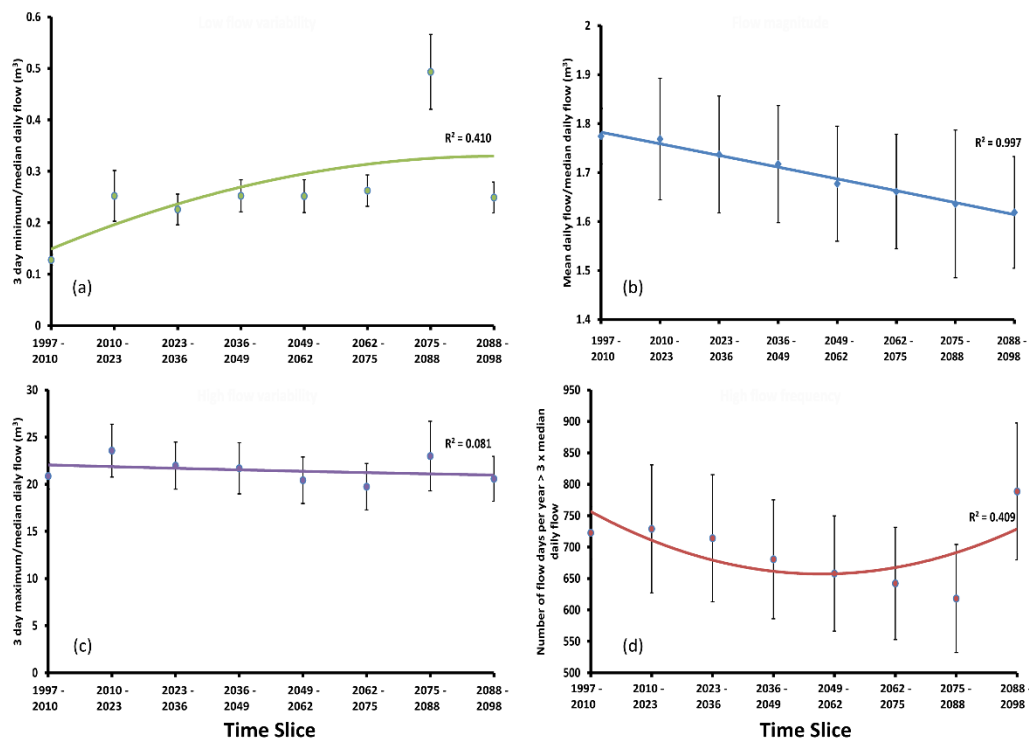 Low flow variability
3 day minimum/median daily flow (m³)
0.6
0.5
0.4
0.3
0.2
0.1
0
R² = 0.410
(a)
1997 - 2010 - 2023 - 2036 - 2049 - 2062 - 2075 - 2088 -
2010 2023 2036 2049 2062 2075 2088 2098
Flow magnitude
Mean daily flow/median daily flow (m³)
2
1.9
1.8
1.7
1.6
1.5
1.4
R² = 0.997
(b)
1997 - 2010 - 2023 - 2036 - 2049 - 2062 - 2075 - 2088 -
2010 2023 2036 2049 2062 2075 2088 2098
High flow variability
3 day maximum/median dialy flow (m³)
30
25
20
15
10
5
0
R² = 0.081
(c)
1997 - 2010 - 2023 - 2036 - 2049 - 2062 - 2075 - 2088 -
2010 2023 2036 2049 2062 2075 2088 2098
Time Slice
High flow frequency
Number of flow days per year > 3 x median
daily flow
950
900
850
800
750
700
650
600
550
500
R² = 0.409
(d)
1997 - 2010 - 2023 - 2036 - 2049 - 2062 - 2075 - 2088 -
2010 2023 2036 2049 2062 2075 2088 2098
Time Slice